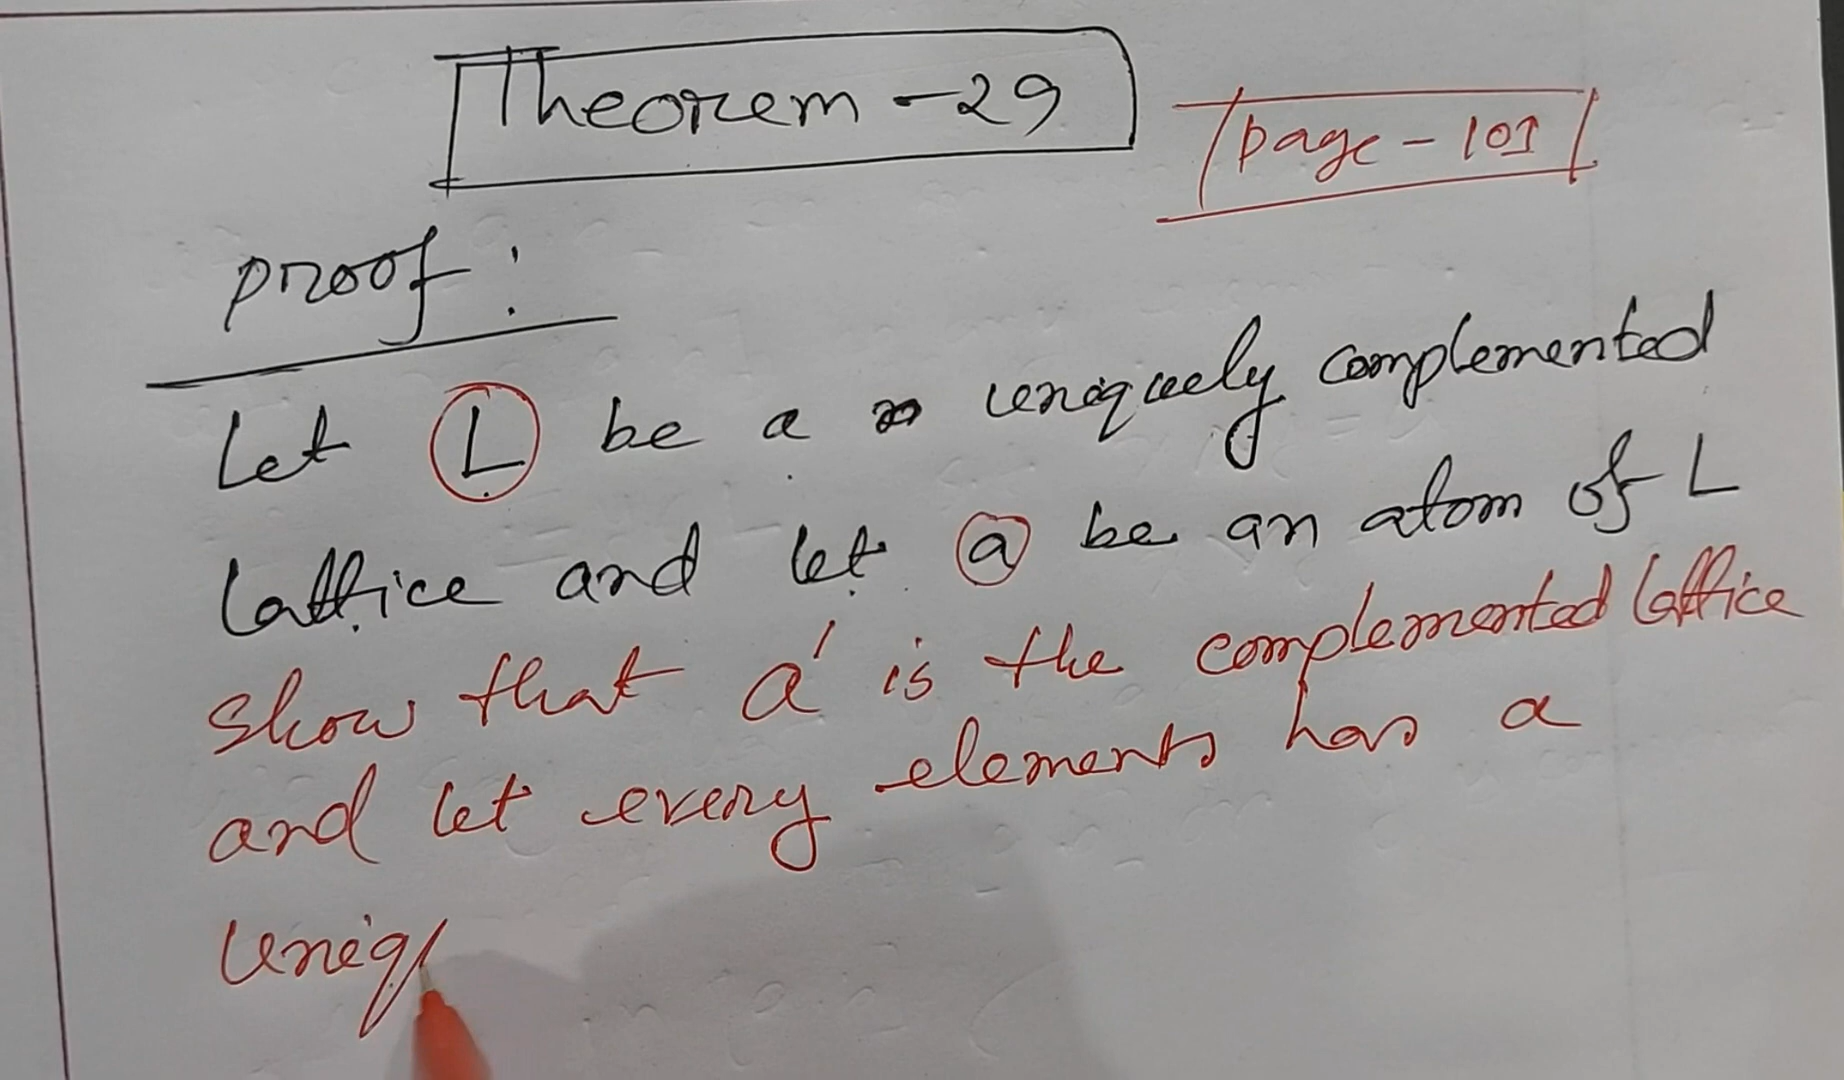 Theorem - 29
page - 101
proof :
Let L be a uniquely complemented
lattice and let a be an atom of L
show that a' is the complemented lattice
and let every elements has a
uniq